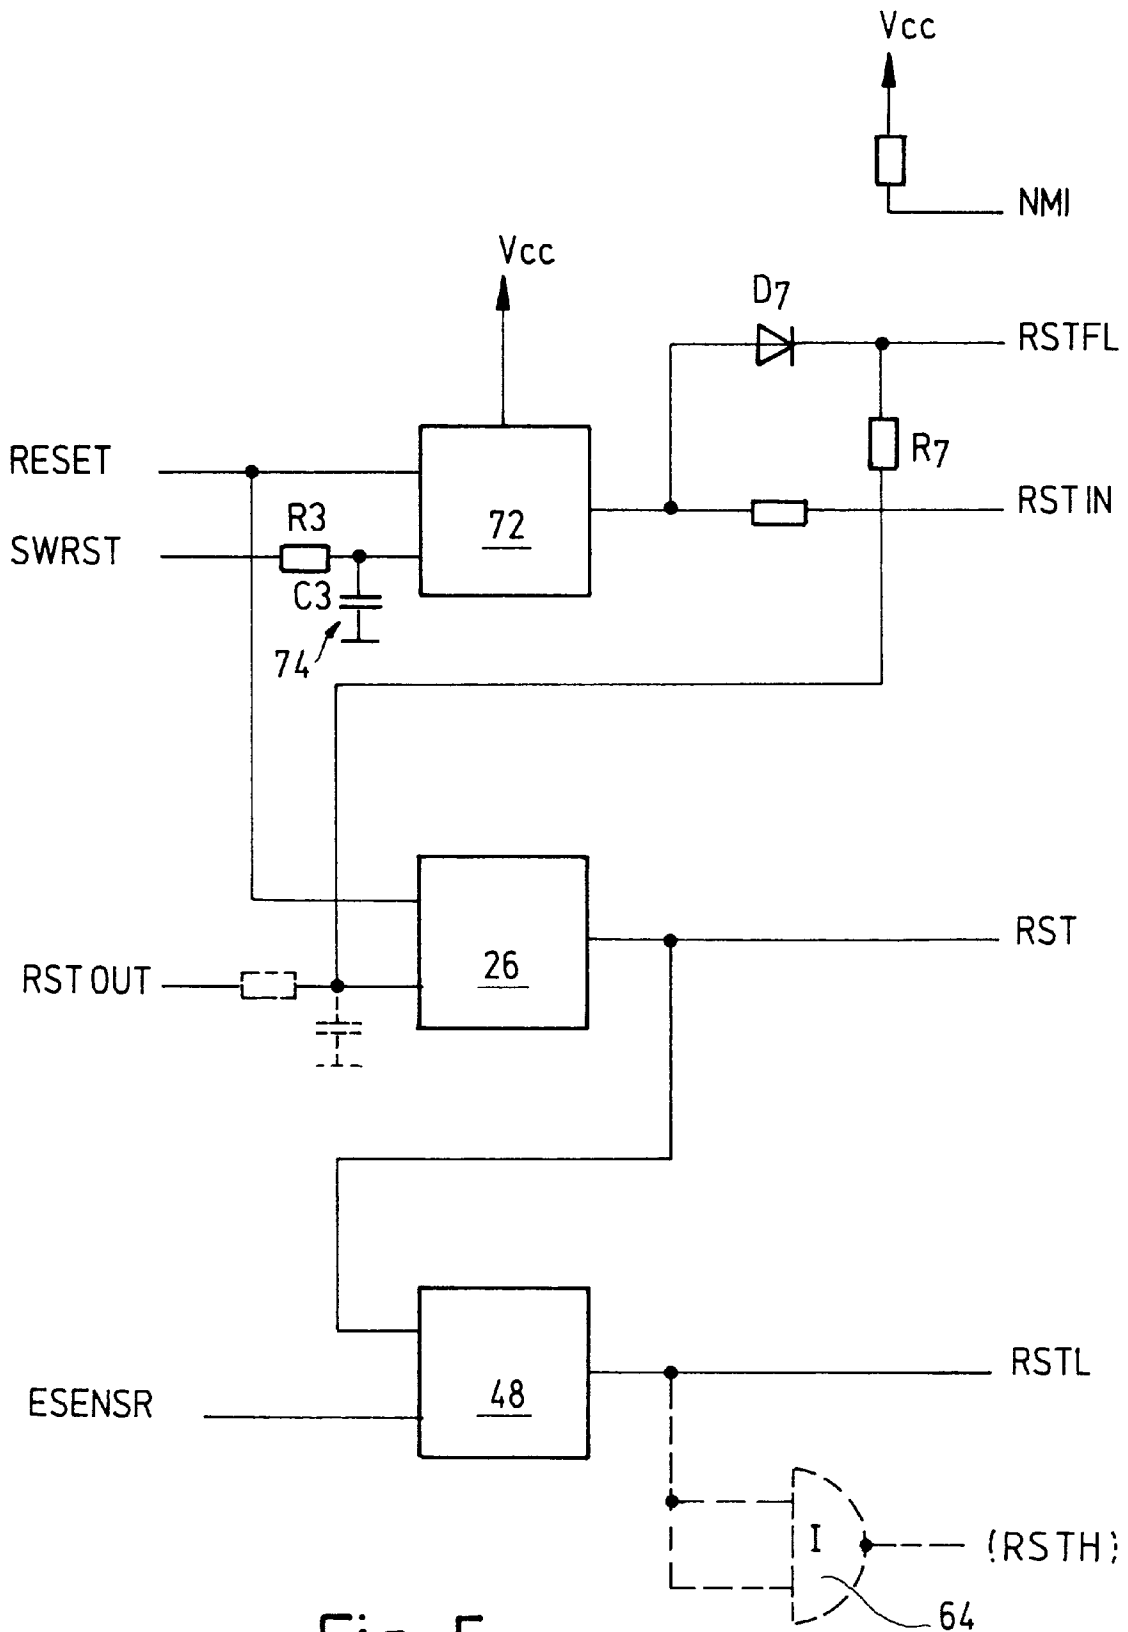 Vcc
NMI
Vcc
D7
RSTFL
R7
RESET
RSTIN
R3
72
SWRST
C3
74
RST
26
RSTOUT
RSTL
48
ESENSR
I
(RSTH)
64